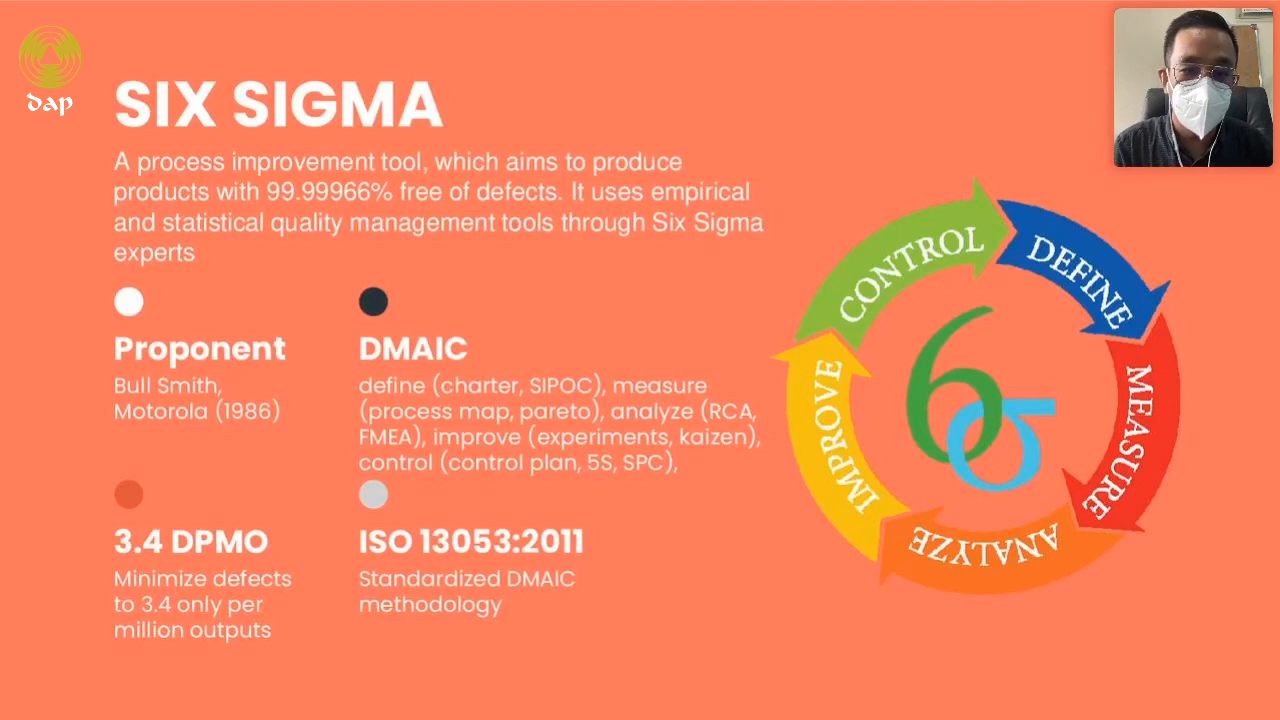 dap
SIX SIGMA
A process improvement tool, which aims to produce
products with 99.99966% free of defects. It uses empirical
and statistical quality management tools through Six Sigma
experts
Proponent
Bull Smith,
Motorola (1986)
DMAIC
define (charter, SIPOC), measure
(process map, pareto), analyze (RCA,
FMEA), improve (experiments, kaizen),
control (control plan, 5S, SPC),
3.4 DPMO
Minimize defects
to 3.4 only per
million outputs
ISO 13053:2011
Standardized DMAIC
methodology
CONTROL
DEFINE
MEASURE
ANALYZE
IMPROVE
6σ